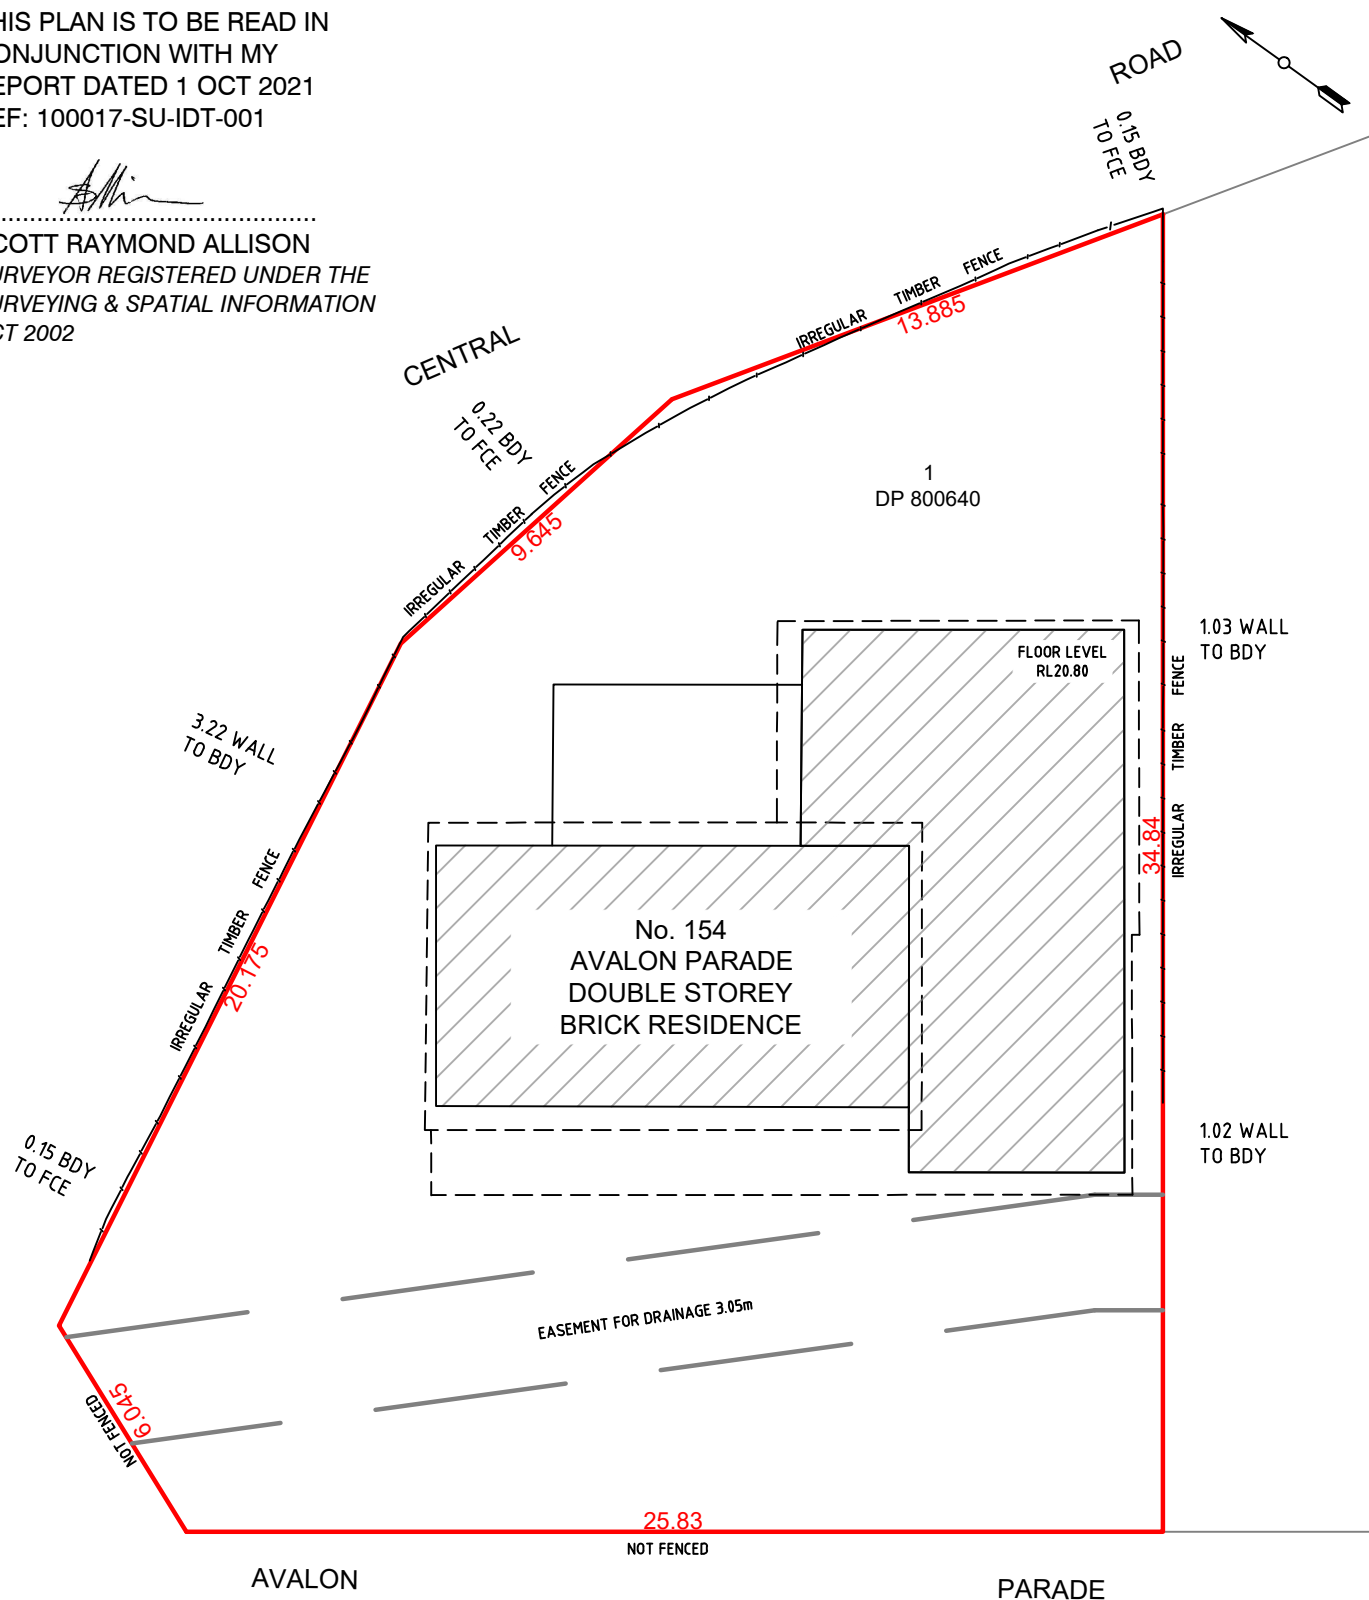 HIS PLAN IS TO BE READ IN
ONJUNCTION WITH MY
EPORT DATED 1 OCT 2021
EF: 100017-SU-IDT-001
COTT RAYMOND ALLISON
URVEYOR REGISTERED UNDER THE
URVEYING & SPATIAL INFORMATION
CT 2002
ROAD
0.15 BDY
TO FCE
IRREGULAR TIMBER FENCE
13.885
CENTRAL
0.22 BDY
TO FCE
IRREGULAR TIMBER FENCE
9.645
1
DP 800640
FLOOR LEVEL
RL20.80
1.03 WALL
TO BDY
3.22 WALL
TO BDY
IRREGULAR TIMBER FENCE
34.84
IRREGULAR TIMBER FENCE
20.175
No. 154
AVALON PARADE
DOUBLE STOREY
BRICK RESIDENCE
0.15 BDY
TO FCE
1.02 WALL
TO BDY
EASEMENT FOR DRAINAGE 3.05m
6.045
NOT FENCED
25.83
NOT FENCED
AVALON PARADE